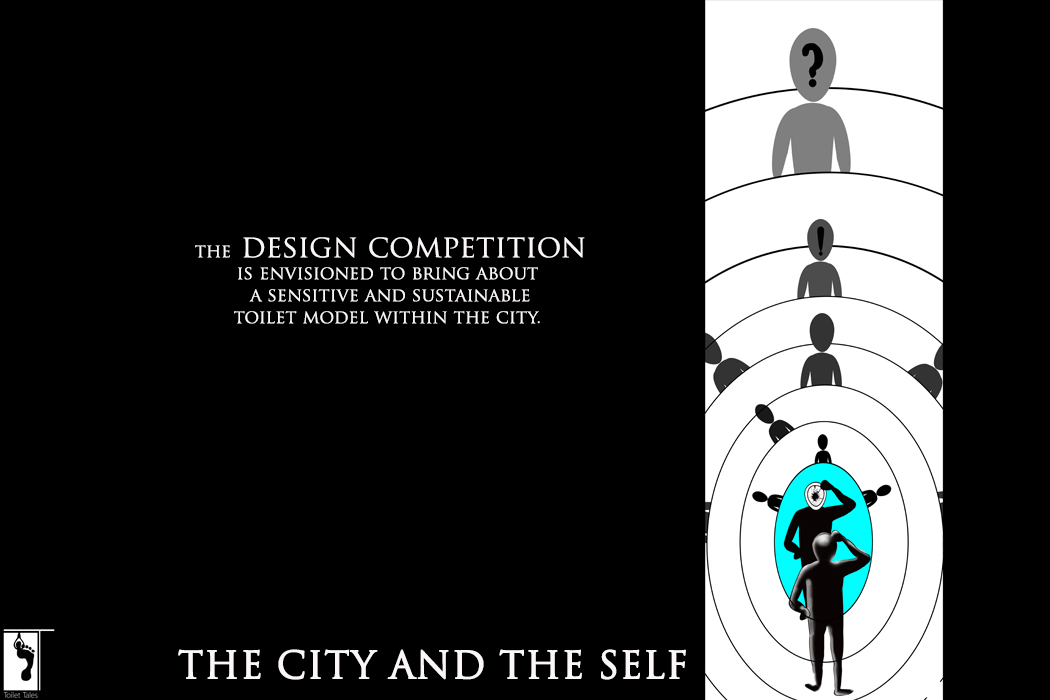 THE DESIGN COMPETITION
IS ENVISIONED TO BRING ABOUT
A SENSITIVE AND SUSTAINABLE
TOILET MODEL WITHIN THE CITY.
?
!
THE CITY AND THE SELF
Toilet Tales